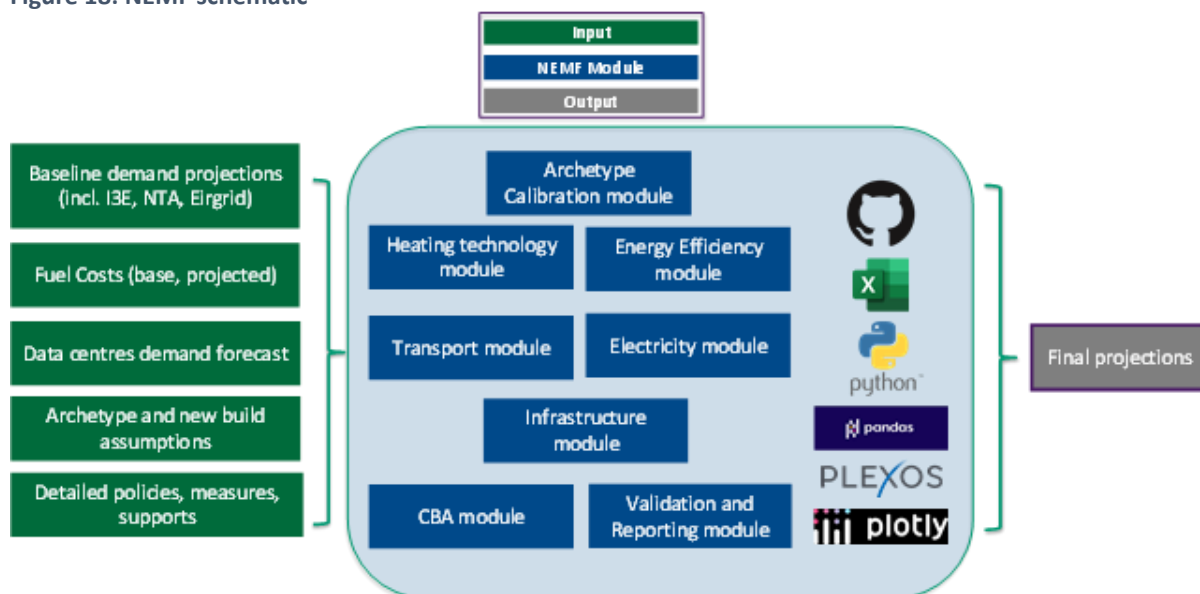 Figure 18: NEMF schematic
Input
NEMF Module
Output
Baseline demand projections
(incl. I3E, NTA, Eirgrid)
Fuel Costs (base, projected)
Data centres demand forecast
Archetype and new build
assumptions
Detailed policies, measures,
supports
Archetype
Calibration module
Heating technology
module
Energy Efficiency
module
Transport module
Electricity module
Infrastructure
module
CBA module
Validation and
Reporting module
X
python™
pandas
PLEXOS
plotly
Final projections